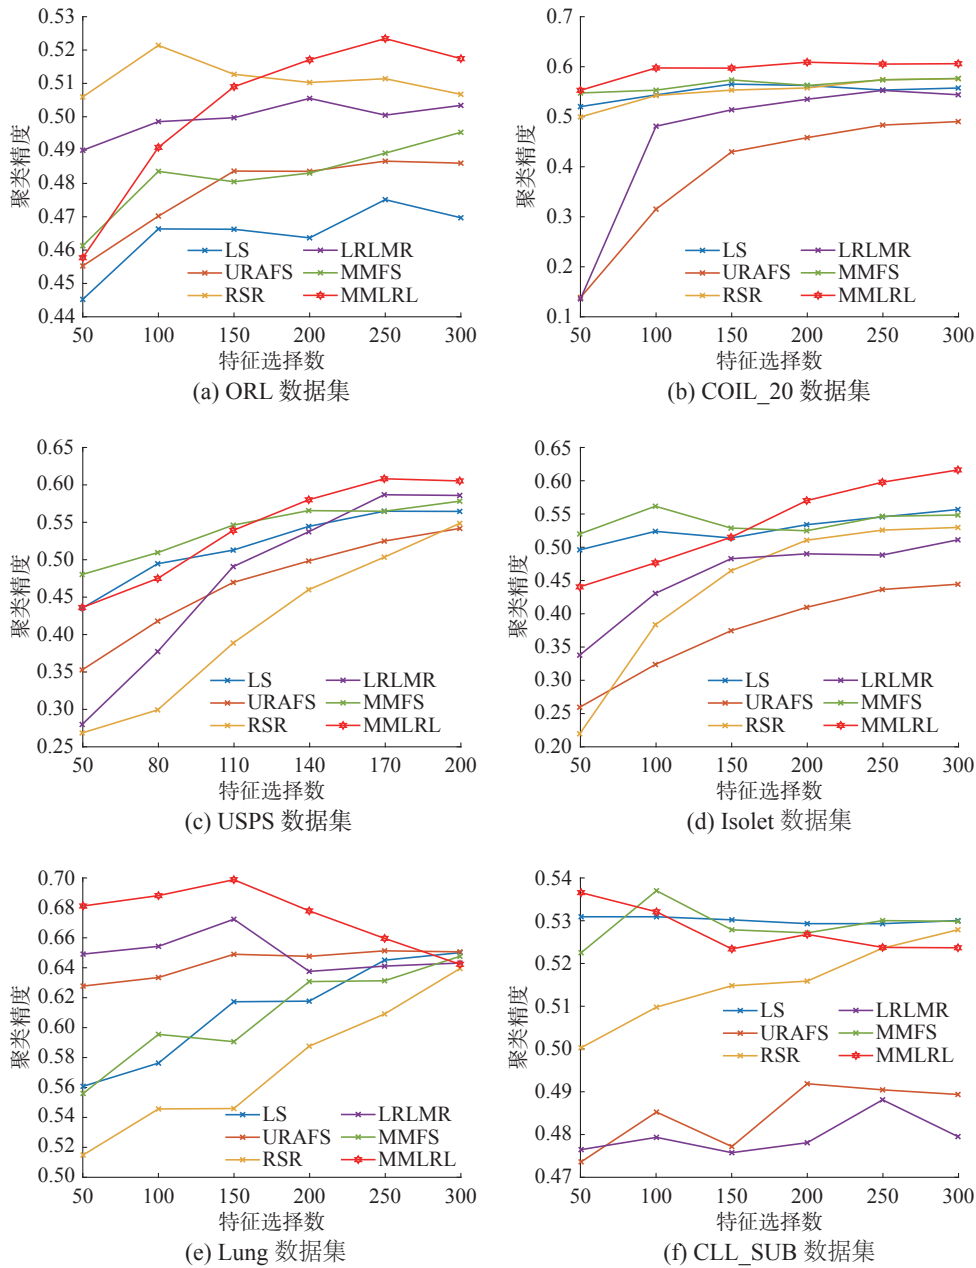 0.53
0.52
0.51
0.50
0.49
0.48
0.47
0.46
0.45
0.44
聚类精度
LS
URAFS
RSR
LRLMR
MMFS
MMLRL
50 100 150 200 250 300
特征选择数
(a) ORL 数据集
0.7
0.6
0.5
0.4
0.3
0.2
0.1
聚类精度
LS
URAFS
RSR
LRLMR
MMFS
MMLRL
50 100 150 200 250 300
特征选择数
(b) COIL_20 数据集
0.65
0.60
0.55
0.50
0.45
0.40
0.35
0.30
0.25
聚类精度
LS
URAFS
RSR
LRLMR
MMFS
MMLRL
50 80 110 140 170 200
特征选择数
(c) USPS 数据集
0.65
0.60
0.55
0.50
0.45
0.40
0.35
0.30
0.25
0.20
聚类精度
LS
URAFS
RSR
LRLMR
MMFS
MMLRL
50 100 150 200 250 300
特征选择数
(d) Isolet 数据集
0.70
0.68
0.66
0.64
0.62
0.60
0.58
0.56
0.54
0.52
0.50
聚类精度
LS
URAFS
RSR
LRLMR
MMFS
MMLRL
50 100 150 200 250 300
特征选择数
(e) Lung 数据集
0.54
0.53
0.52
0.51
0.50
0.49
0.48
0.47
聚类精度
LS
URAFS
RSR
LRLMR
MMFS
MMLRL
50 100 150 200 250 300
特征选择数
(f) CLL_SUB 数据集